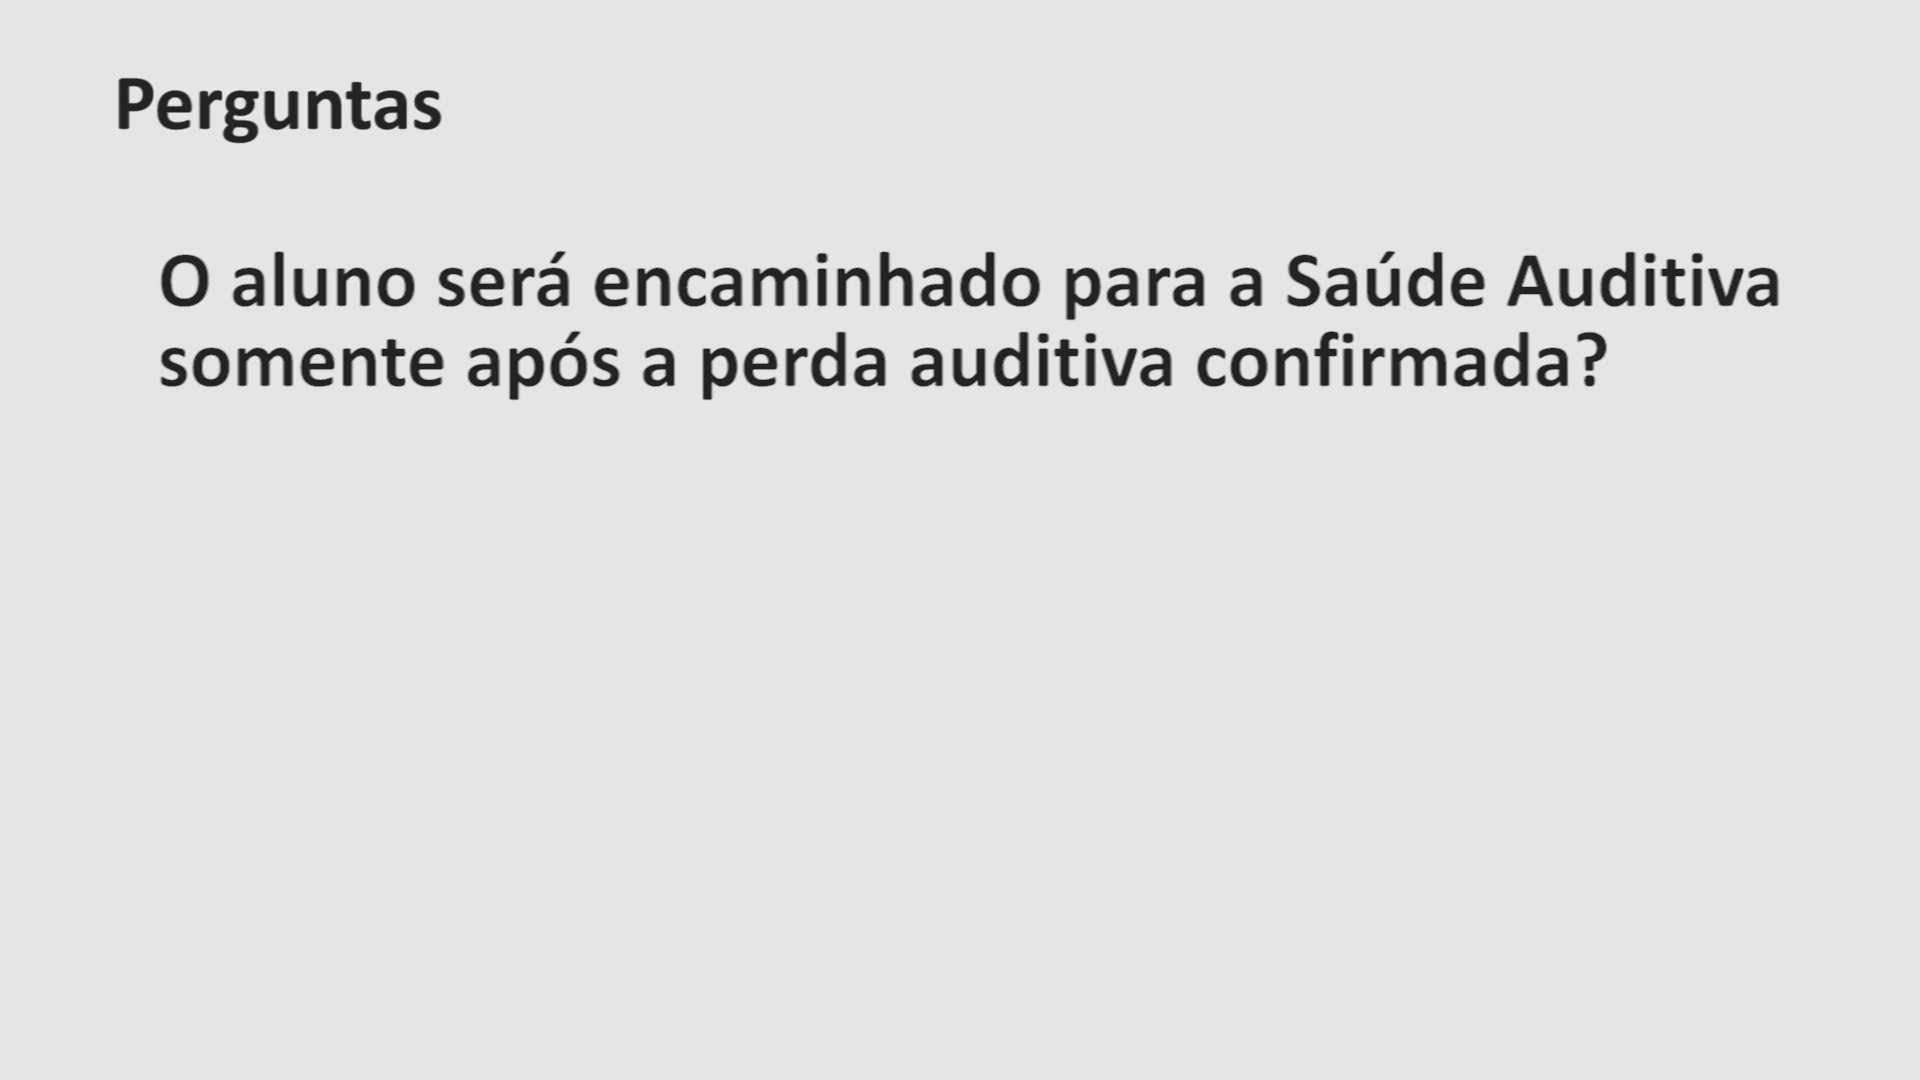 Perguntas
O aluno será encaminhado para a Saúde Auditiva
somente após a perda auditiva confirmada?